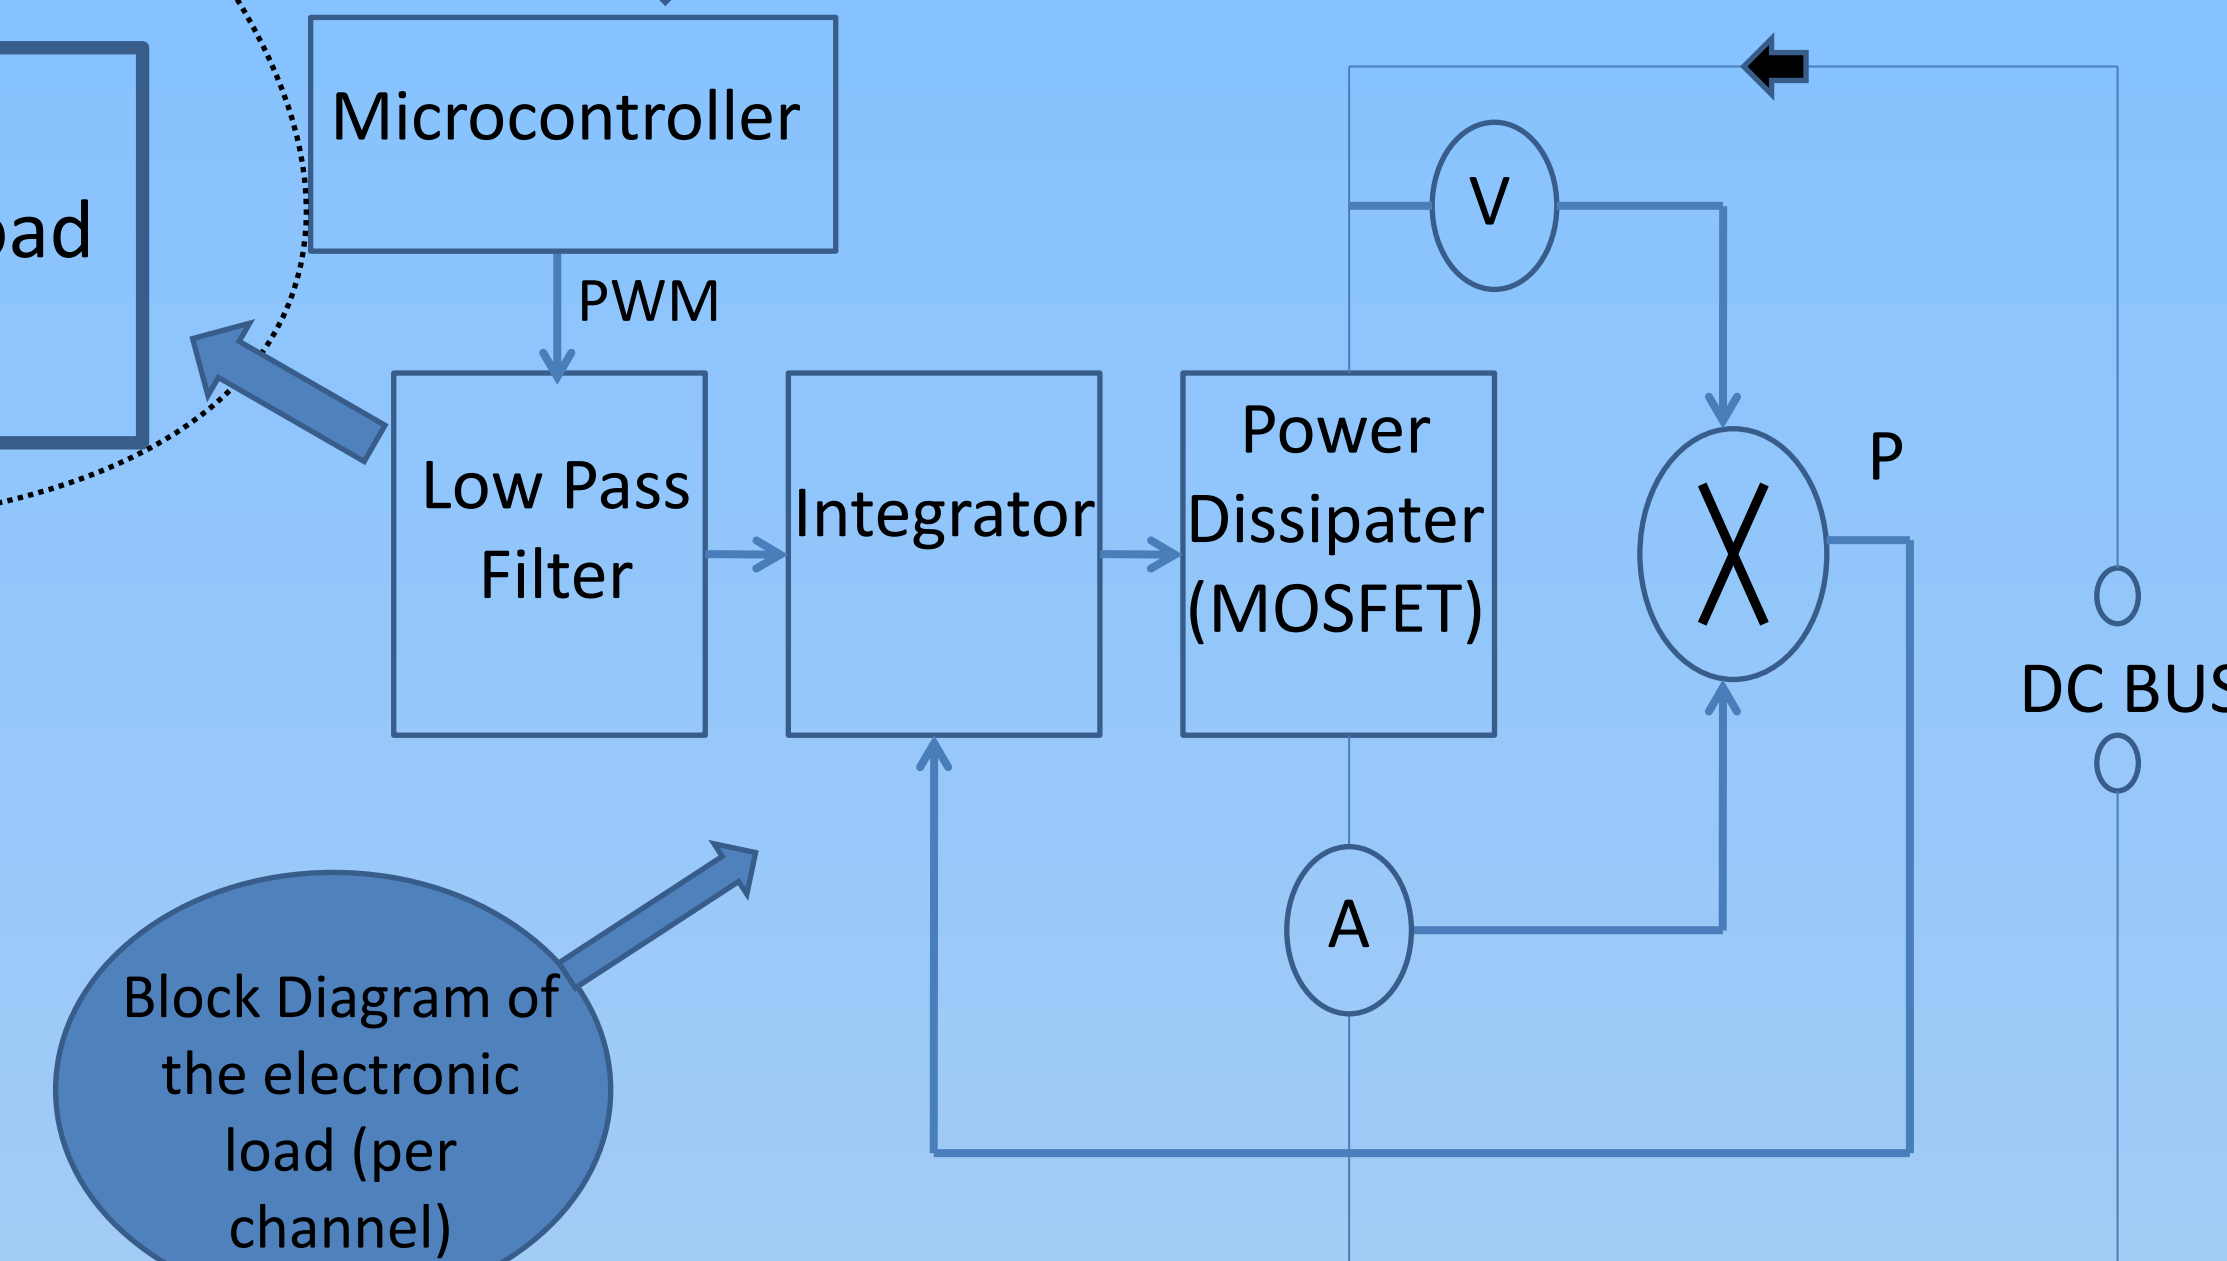 Microcontroller
oad
PWM
V
Low Pass
Filter
Integrator
Power
Dissipater
(MOSFET)
X
P
DC BUS
A
Block Diagram of
the electronic
load (per
channel)